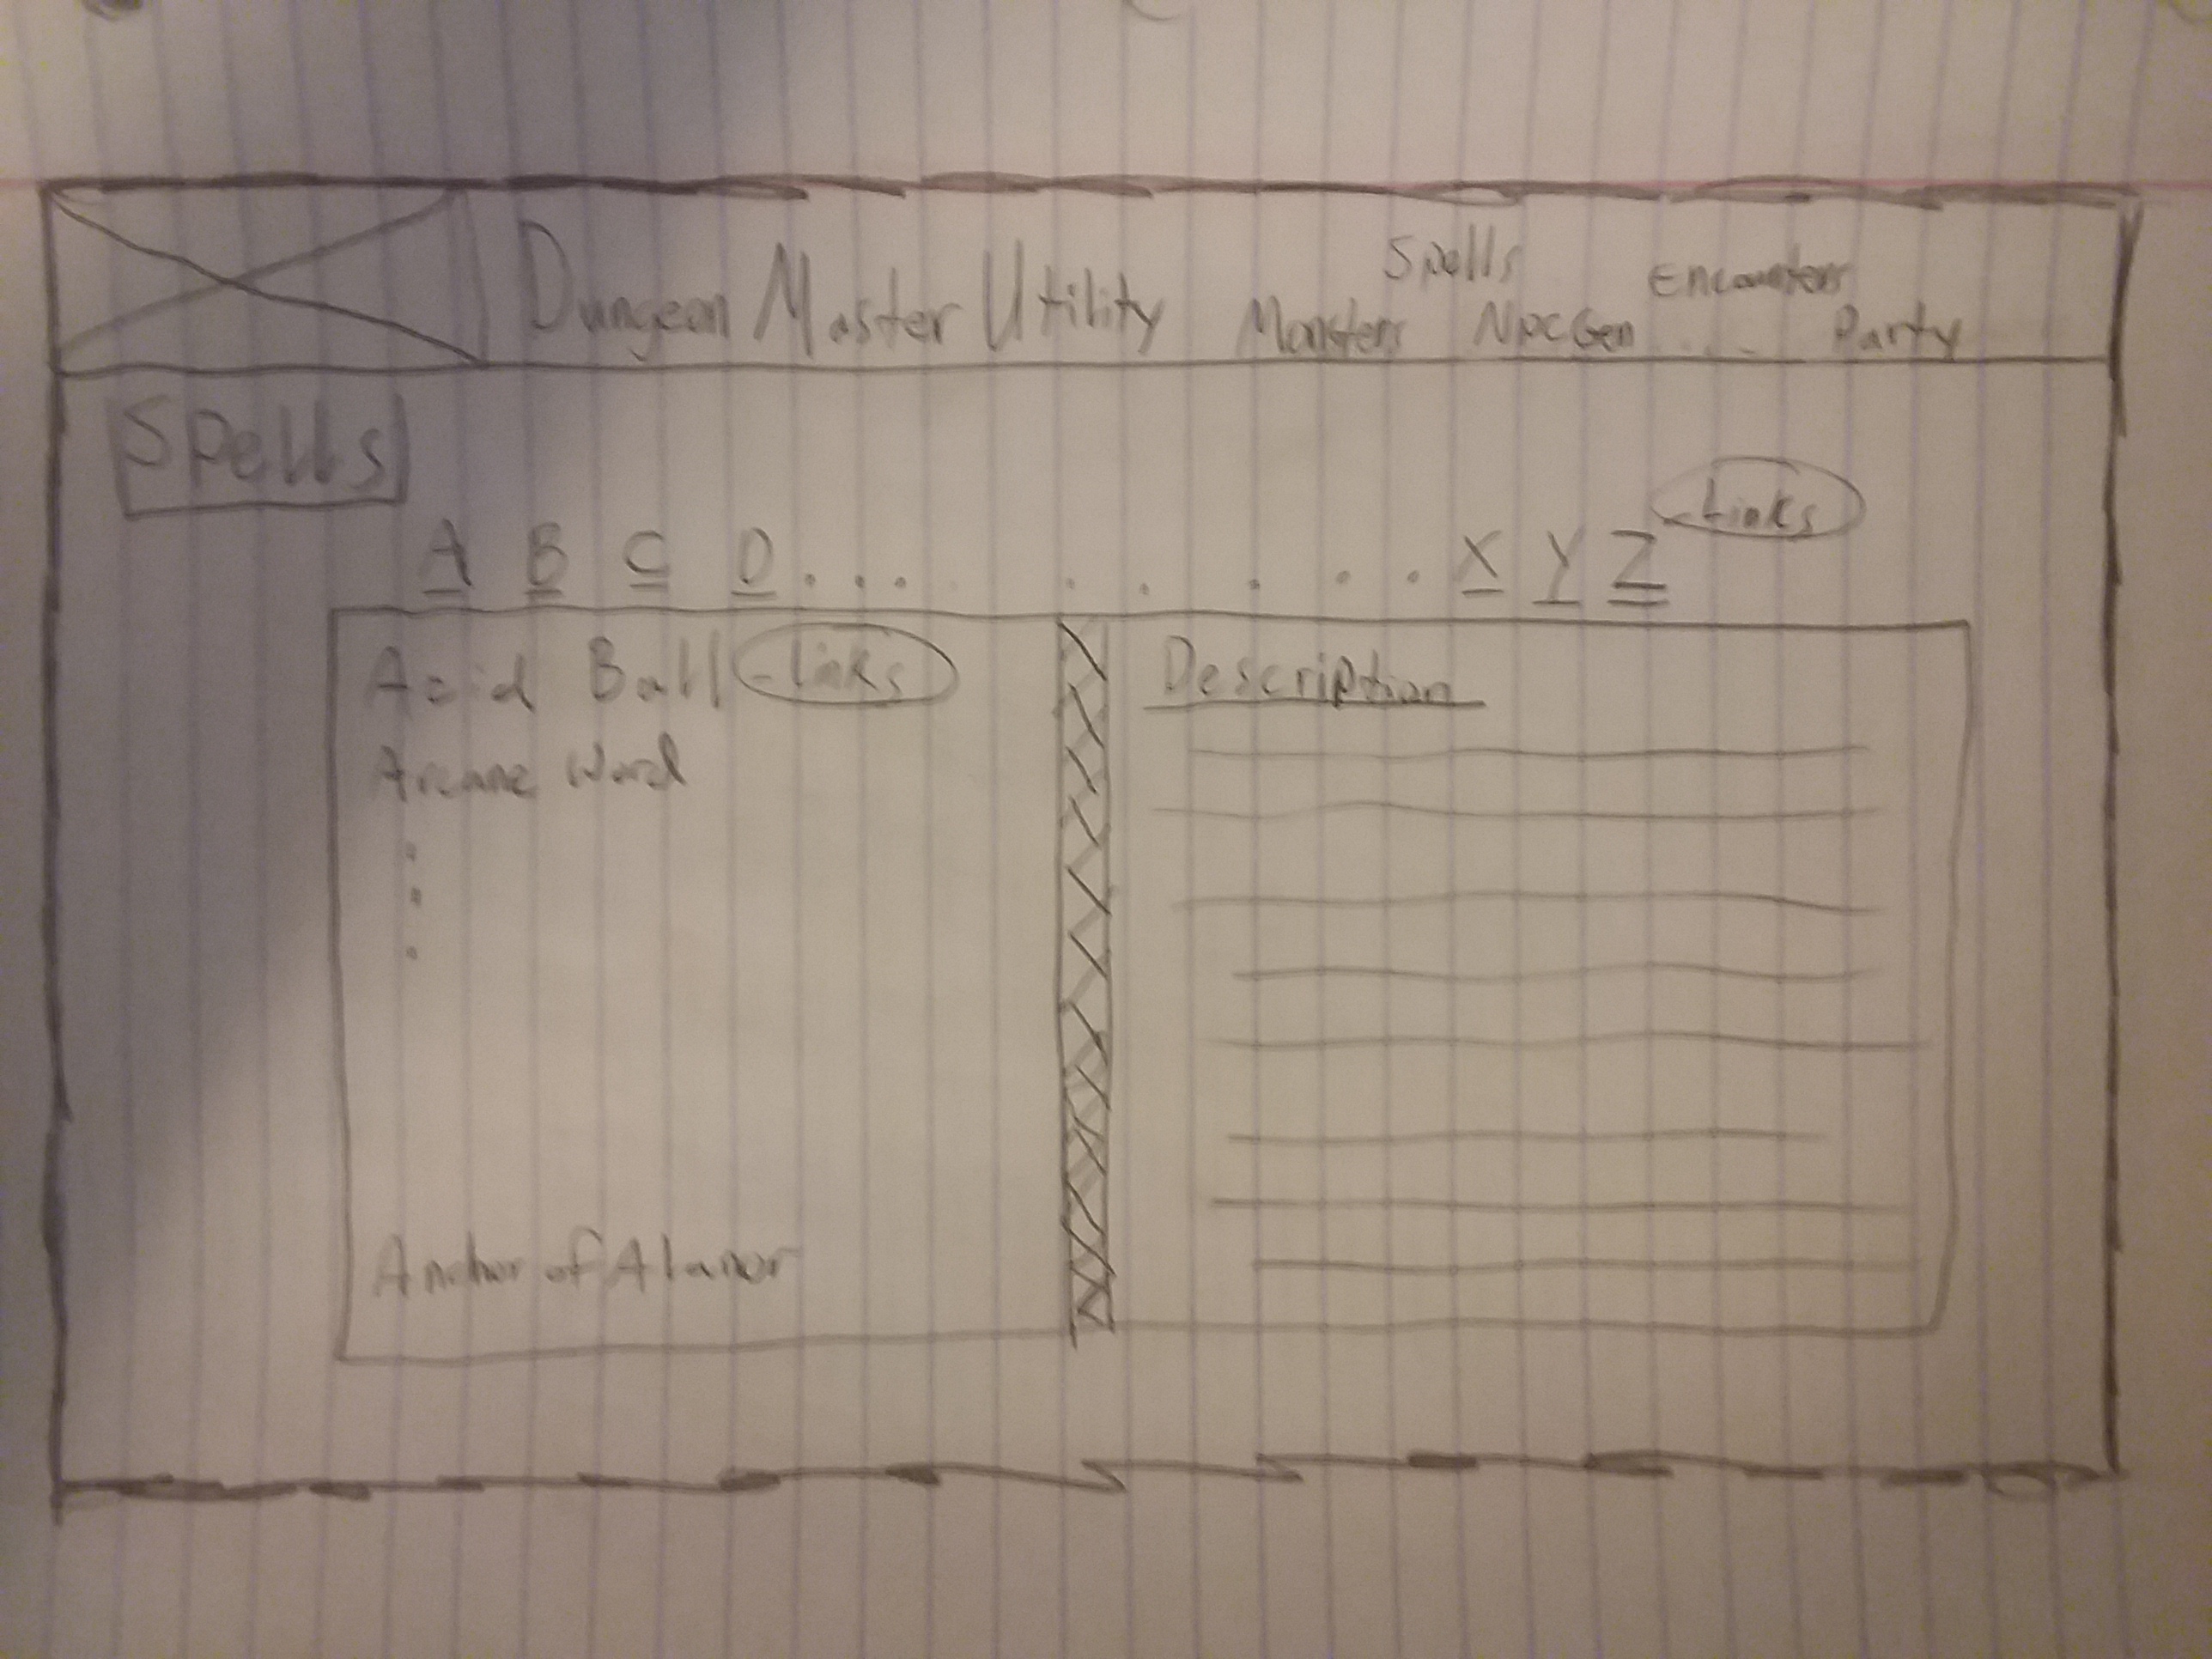 Dungeon Master Utility
Spells
Encounters
Monsters NPCGen ... Party
Spells
A B C D . . . . . . . . X Y Z - Links
Acid Ball - Links
Arcane Word
Anchor of Alanor
Description